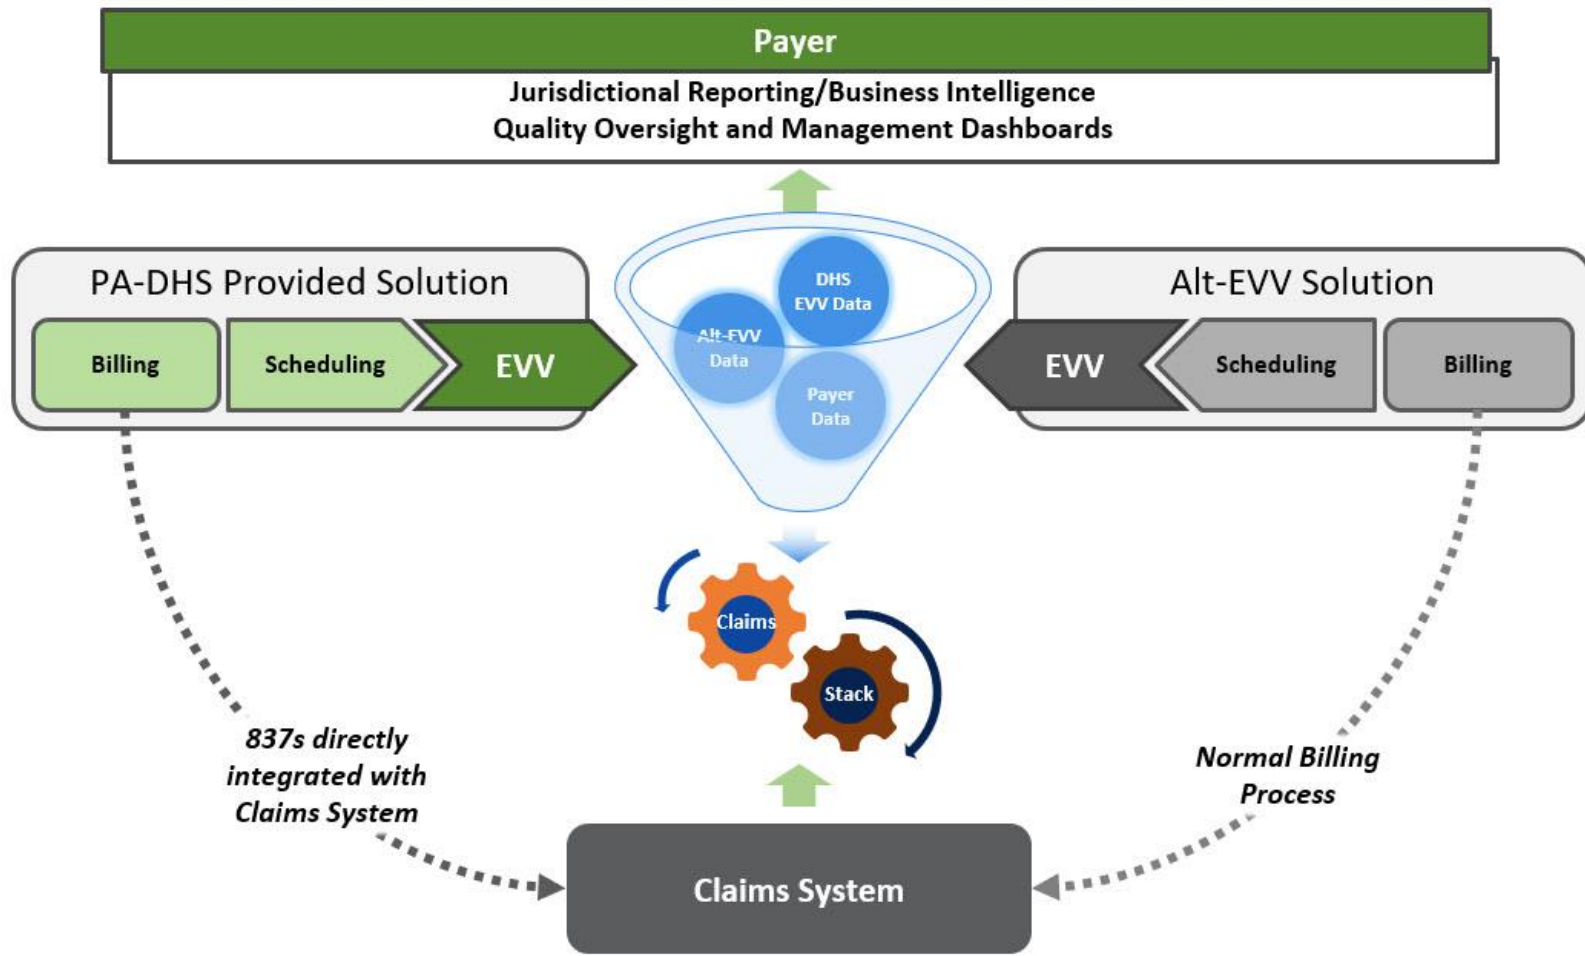 Payer
Jurisdictional Reporting/Business Intelligence
Quality Oversight and Management Dashboards
PA-DHS Provided Solution
Billing
Scheduling
EVV
DHS
EVV Data
Alt-EVV
Data
Payer
Data
Alt-EVV Solution
EVV
Scheduling
Billing
Claims
Stack
837s directly
integrated with
Claims System
Normal Billing
Process
Claims System